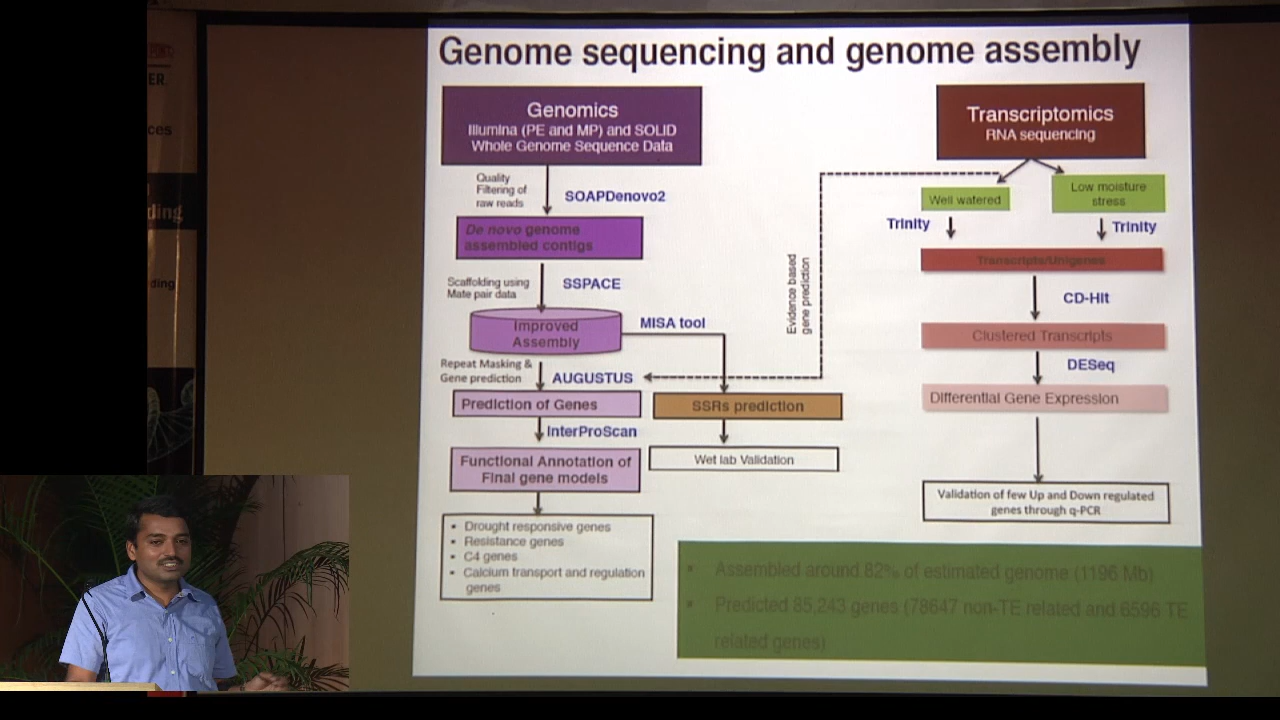 Genome sequencing and genome assembly
Genomics
Illumina (PE and MP) and SOLID
Whole Genome Sequence Data
Quality
Filtering of
raw reads
SOAPDenovo2
De novo genome
assembled contigs
Scaffolding using
Mate pair data
SSPACE
Improved
Assembly
MISA tool
Repeat Masking &
Gene prediction
AUGUSTUS
Prediction of Genes
SSRs prediction
InterProScan
Functional Annotation of
Final gene models
Wet lab Validation
▪ Drought responsive genes
▪ Resistance genes
▪ C4 genes
▪ Calcium transport and regulation
genes
Evidence based
gene prediction
Transcriptomics
RNA sequencing
Well watered
Low moisture
stress
Trinity
Trinity
Transcripts/Unigenes
CD-Hit
Clustered Transcripts
DESeq
Differential Gene Expression
Validation of few Up and Down regulated
genes through q-PCR
▪ Assembled around 82% of estimated genome (1196 Mb)
▪ Predicted 85,243 genes (78647 non-TE related and 6596 TE
related genes)
ER
ces
ding
ding